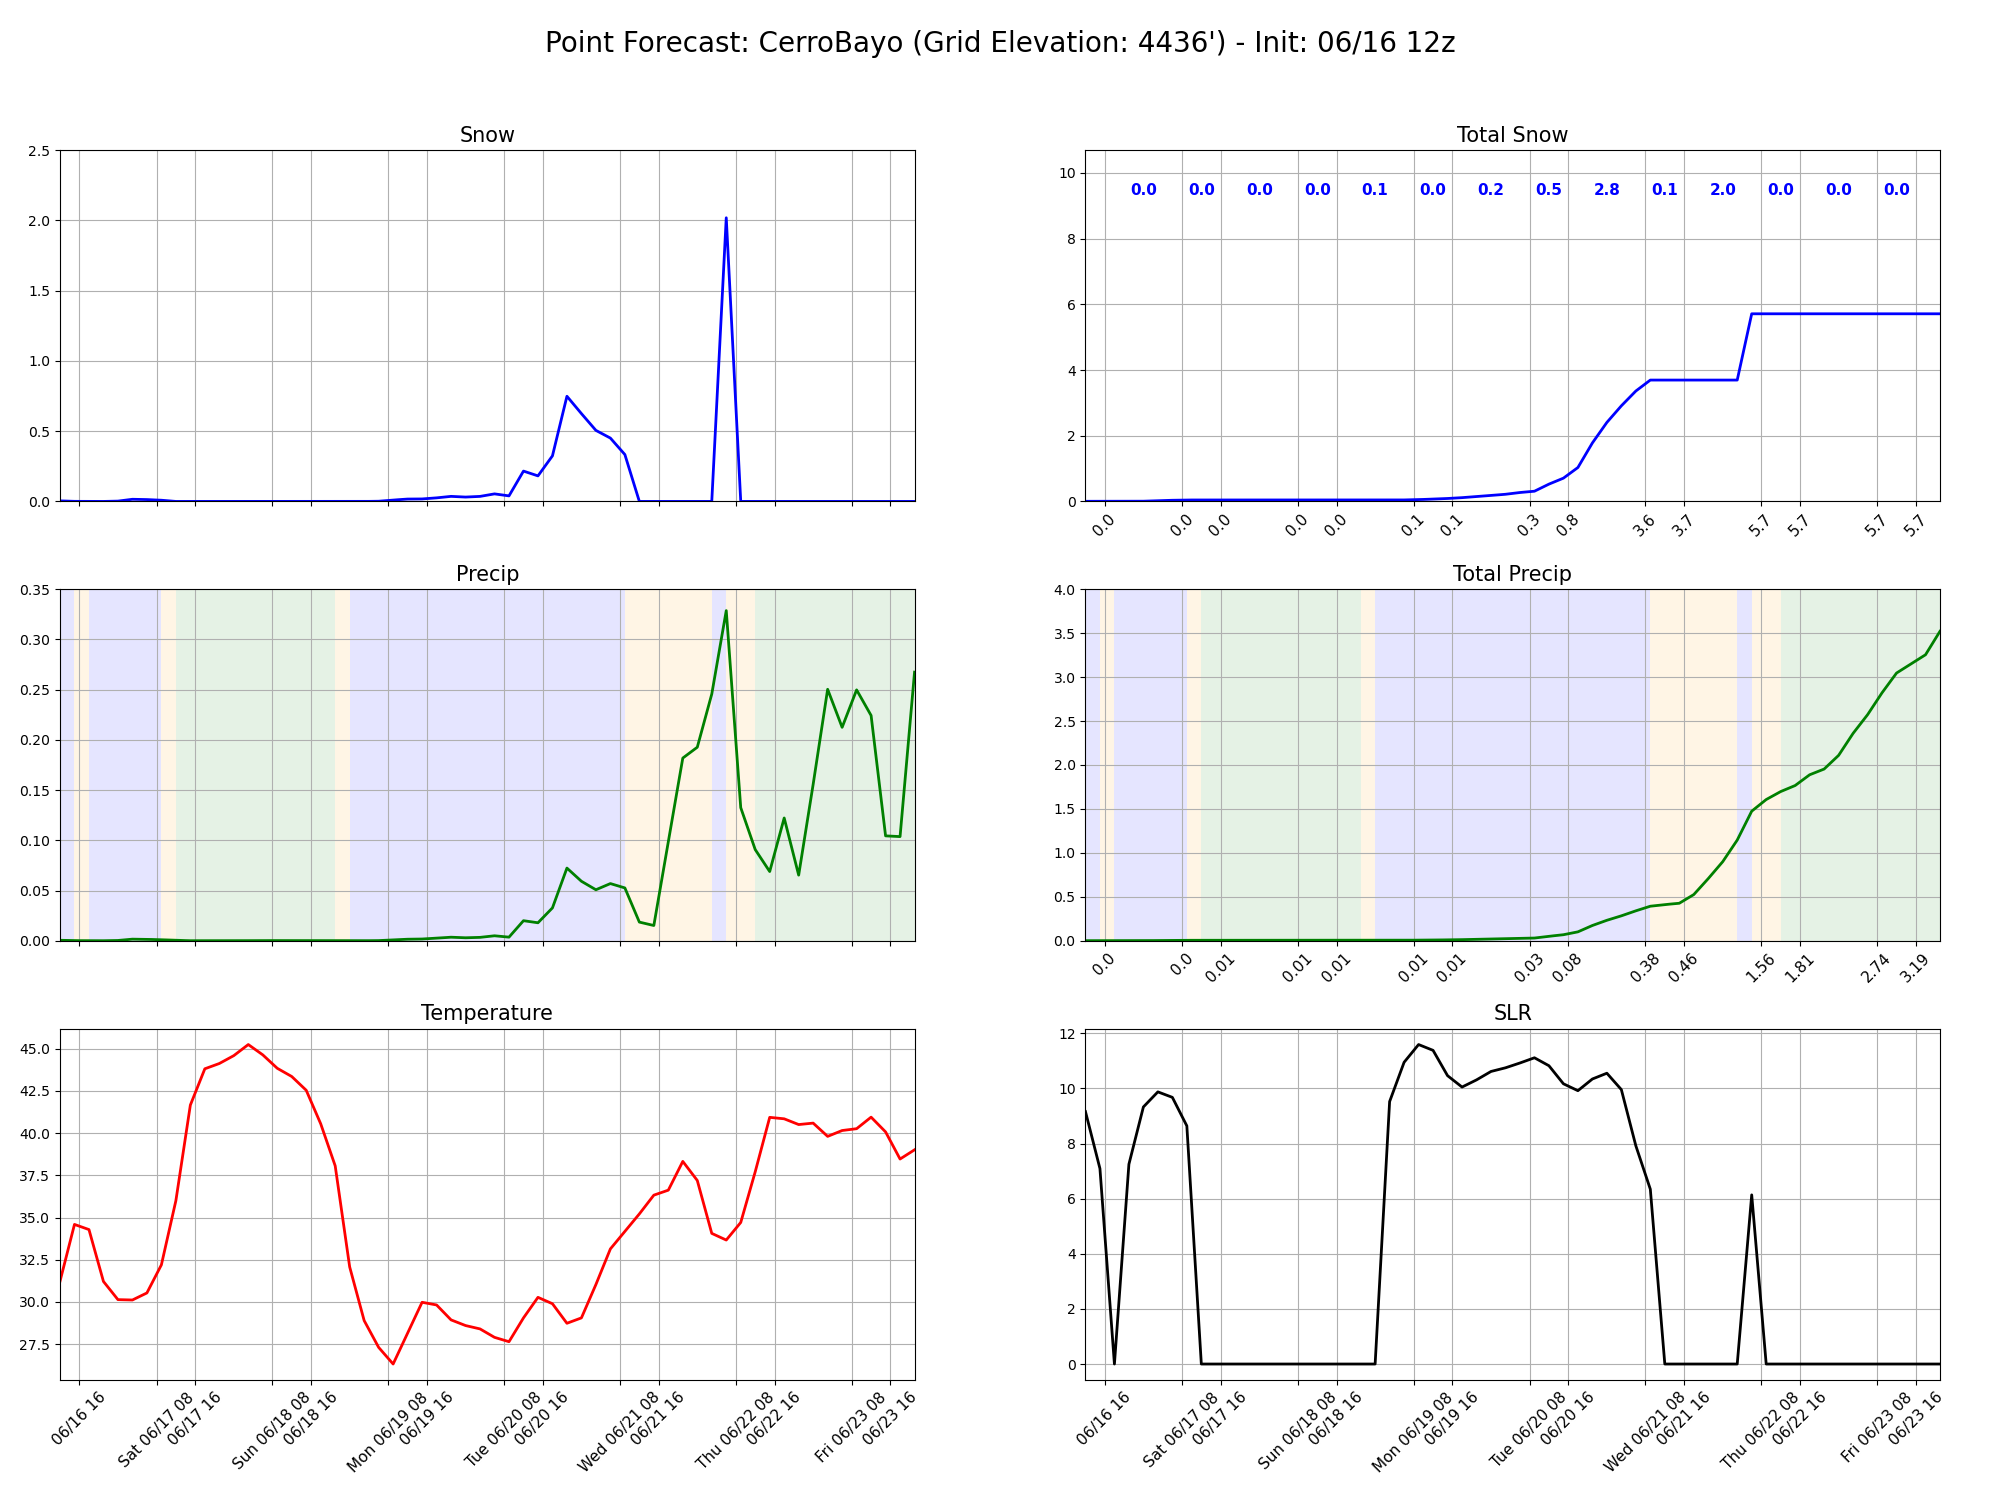 Point Forecast: CerroBayo (Grid Elevation: 4436') - Init: 06/16 12z
Snow
2.5
2.0
1.5
1.0
0.5
0.0
Total Snow
10
8
6
4
2
0
0.0 0.0 0.0 0.0 0.1 0.0 0.2 0.5 2.8 0.1 2.0 0.0 0.0 0.0
0.0 0.0 0.0 0.0 0.0 0.1 0.1 0.3 0.8 3.6 3.7 5.7 5.7 5.7 5.7
Precip
0.35
0.30
0.25
0.20
0.15
0.10
0.05
0.00
Total Precip
4.0
3.5
3.0
2.5
2.0
1.5
1.0
0.5
0.0
0.0 0.0 0.01 0.01 0.01 0.01 0.01 0.03 0.08 0.38 0.46 1.56 1.81 2.74 3.19
Temperature
45.0
42.5
40.0
37.5
35.0
32.5
30.0
27.5
06/16 16
Sat 06/17 08
06/17 16
Sun 06/18 08
06/18 16
Mon 06/19 08
06/19 16
Tue 06/20 08
06/20 16
Wed 06/21 08
06/21 16
Thu 06/22 08
06/22 16
Fri 06/23 08
06/23 16
SLR
12
10
8
6
4
2
0
06/16 16
Sat 06/17 08
06/17 16
Sun 06/18 08
06/18 16
Mon 06/19 08
06/19 16
Tue 06/20 08
06/20 16
Wed 06/21 08
06/21 16
Thu 06/22 08
06/22 16
Fri 06/23 08
06/23 16